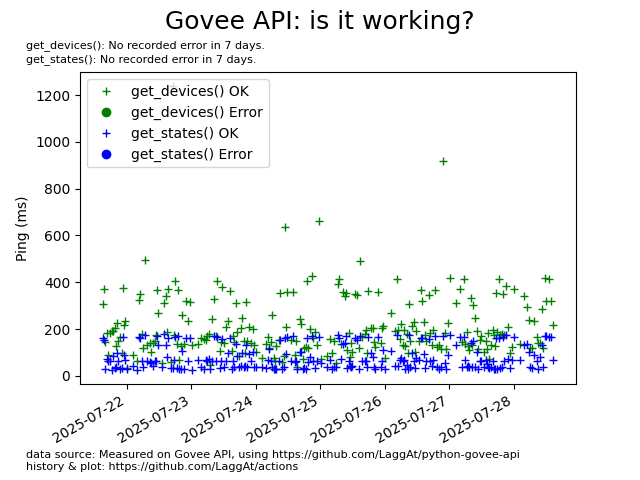 Govee API: is it working?
get_devices(): No recorded error in 7 days.
get_states(): No recorded error in 7 days.
get_devices() OK
get_devices() Error
get_states() OK
get_states() Error
Ping (ms)
1200
1000
800
600
400
200
0
2025-07-22
2025-07-23
2025-07-24
2025-07-25
2025-07-26
2025-07-27
2025-07-28
data source: Measured on Govee API, using https://github.com/LaggAt/python-govee-api
history & plot: https://github.com/LaggAt/actions